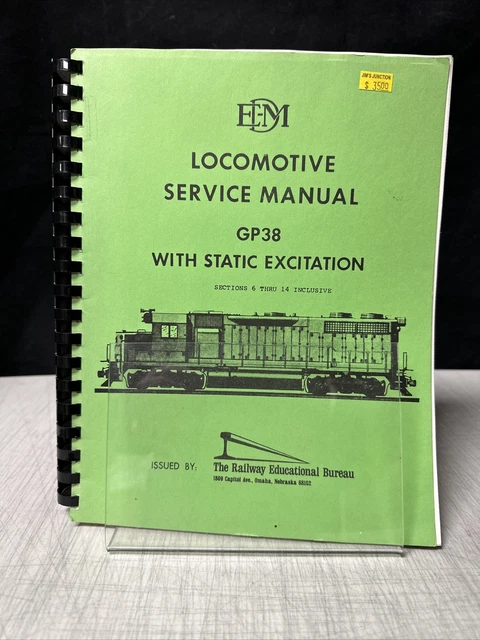 JIM'S JUNCTION
$ 35.00
EMD
LOCOMOTIVE
SERVICE MANUAL
GP38
WITH STATIC EXCITATION
SECTIONS 6 THRU 14 INCLUSIVE
ISSUED BY:
The Railway Educational Bureau
1809 Capitol Ave., Omaha, Nebraska 68102